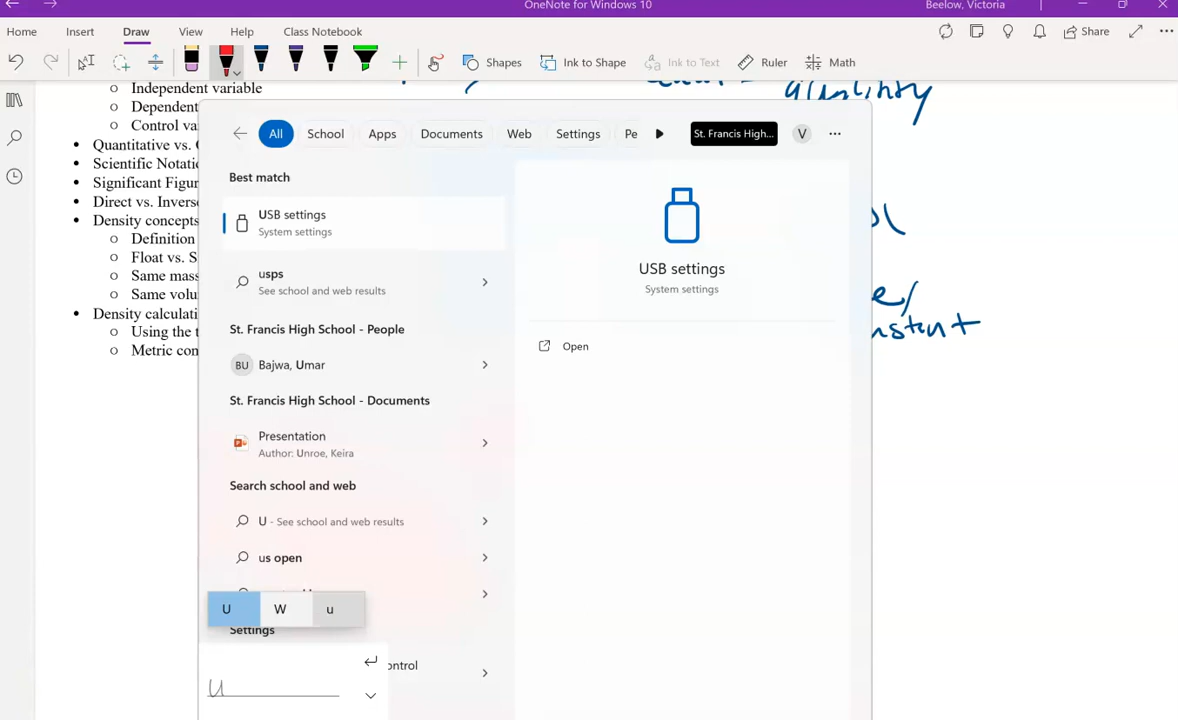 OneNote for Windows 10
Beelow, Victoria
Home
Insert
Draw
View
Help
Class Notebook
Share
Shapes
Ink to Shape
Ink to Text
Ruler
Math
Independent variable
Dependent
Control va
Quantitative vs.
Scientific Notati
Significant Figur
Direct vs. Inverse
Density concepts
Definition
Float vs. S
Same mass
Same volu
Density calculati
Using the t
Metric con
quantity
nstant
All
School
Apps
Documents
Web
Settings
Pe
St. Francis High...
V
Best match
USB settings
System settings
usps
See school and web results
St. Francis High School - People
BU
Bajwa, Umar
St. Francis High School - Documents
Presentation
Author: Unroe, Keira
Search school and web
U - See school and web results
us open
U W u
Settings
ontrol
U
USB settings
System settings
Open